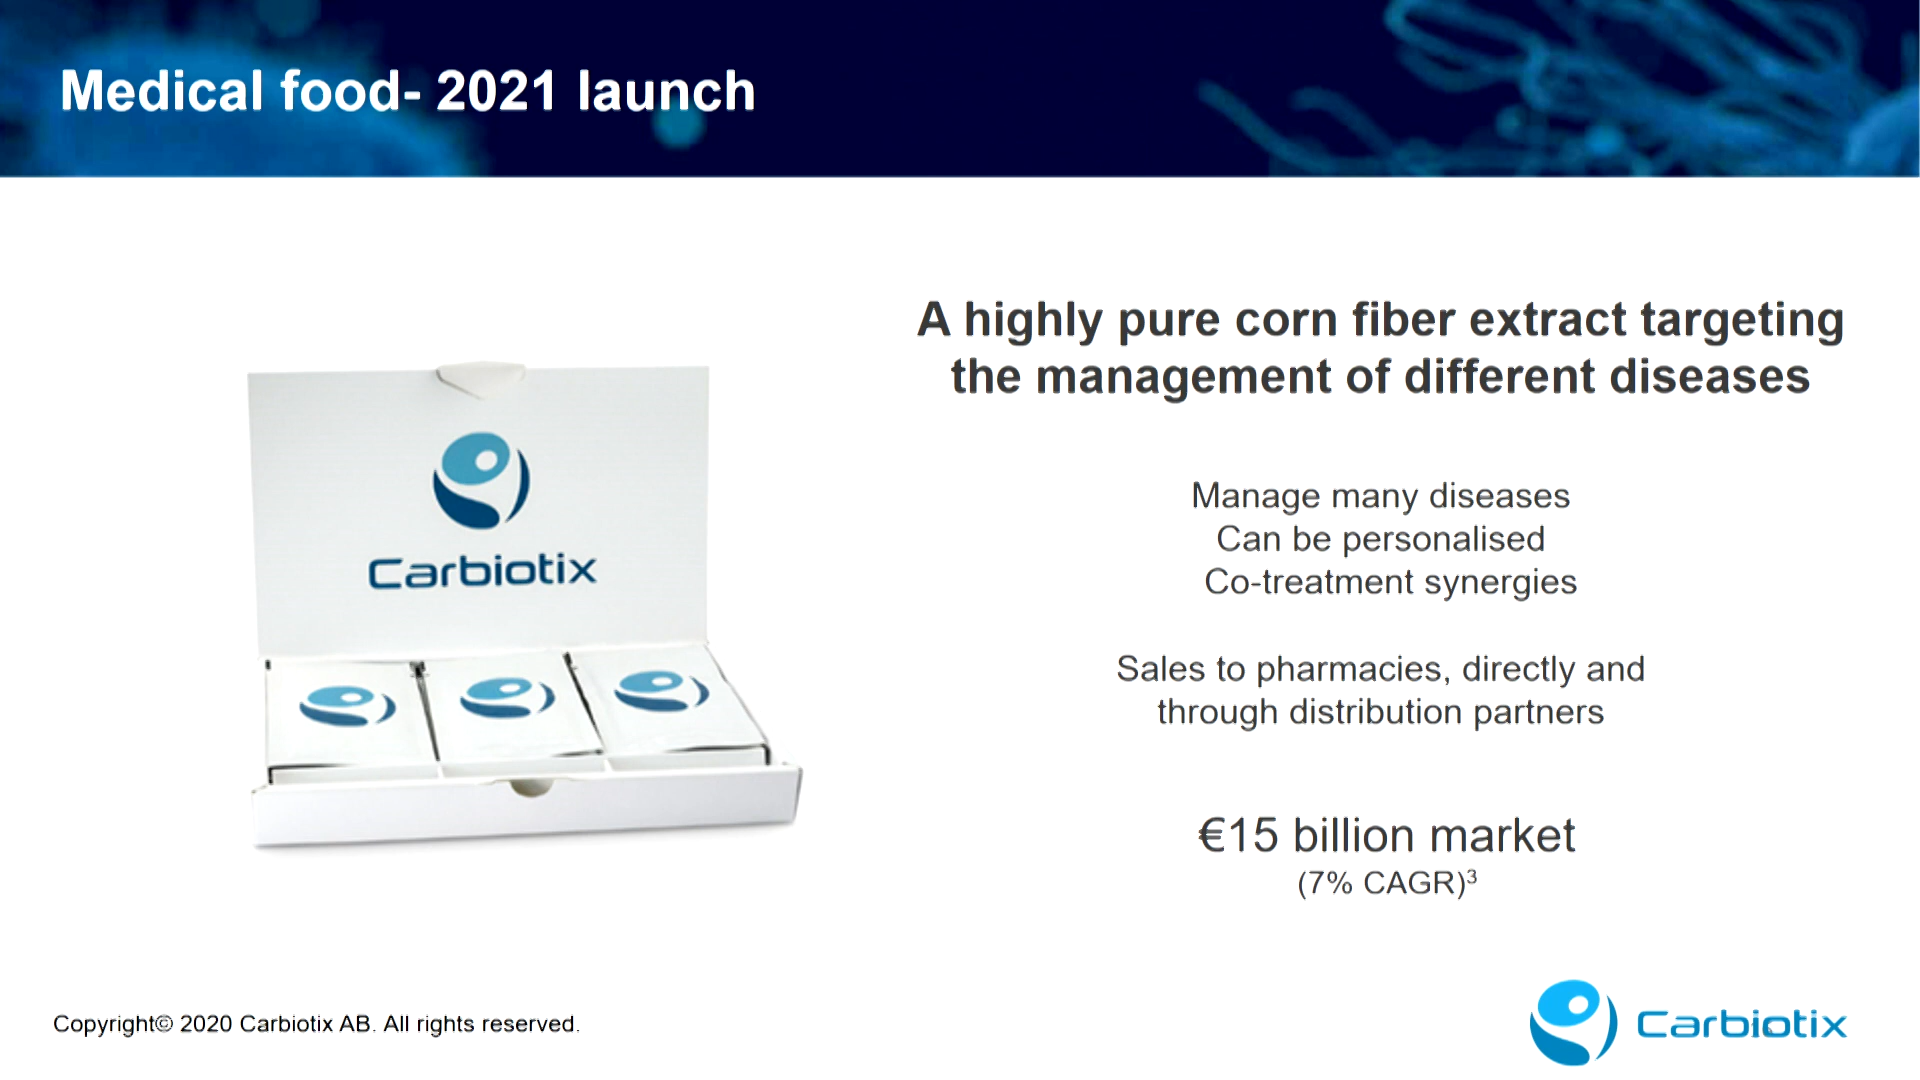 Medical food- 2021 launch
A highly pure corn fiber extract targeting
the management of different diseases
Carbiotix
Manage many diseases
Can be personalised
Co-treatment synergies
Sales to pharmacies, directly and
through distribution partners
€15 billion market
(7% CAGR)³
Copyright© 2020 Carbiotix AB. All rights reserved.
Carbiotix